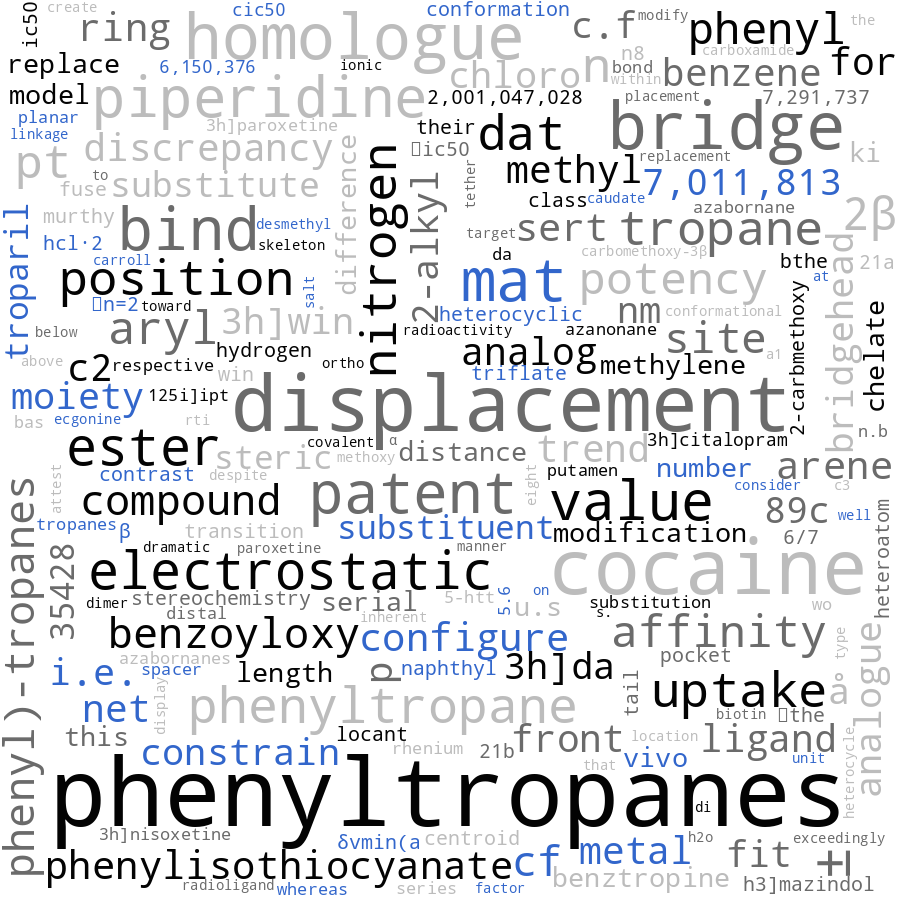 create
cic50
conformation
ic50
ring
homologue
c.f
modify
phenyl
the
replace
6,150,376
ionic
chloro
n
n8
bond
within
carboxamide
benzene
for
model
piperidine
2,001,047,028
placement
7,291,737
planar
linkage
3h]paroxetine
their
dat
bridge
pt
discrepancy
ic50
ki
to
fuse
substitute
difference
nitrogen
2-alkyl
tether
methyl
replacement
7,011,813
class
caudate
azabornane
2β
murthy
bind
desmethyl
skeleton
target
sert
tropane
hcl·2
carroll
da
carbomethoxy-3β
bthe
21a
troparil
position
salt
mat
potency
at
n=2
toward
heterocyclic
nm
conformational
bridgehead
below
aryl
3h]win
radioactivity
azanonane
site
a1
2-carbmethoxy
chelate
above
c2
respective
hydrogen
win
ortho
analog
triflate
methylene
moiety
125i]ipt
displacement
bas
ecgonine
rti
n.b
ester
steric
covalent
α
methoxy
distance
trend
3h]citalopram
arene
attest
contrast
despite
eight
putamen
number
consider
c3
phenyl)-tropanes
compound
patent
value
89c
well
heteroatom
tropanes
β
transition
substituent
modification
6/7
35428
dramatic
paroxetine
manner
electrostatic
cocaine
dimer
stereochemistry
serial
5-htt
5.6
on
u.s
substitution
s.
wo
distal
inherent
benzoyloxy
configure
affinity
type
analogue
azabornanes
i.e.
spacer
length
p
naphthyl
3h]da
pocket
tail
uptake
å
net
display
phenyltropane
biotin
the
this
locant
constrain
rhenium
21b
front
location
ligand
that
vivo
unit
heterocycle
phenyltropanes
di
3h]nisoxetine
δvmin(a
centroid
h2o
exceedingly
phenylisothiocyanate
cf
metal
fit
benztropine
h3]mazindol
radioligand
whereas
series
factor